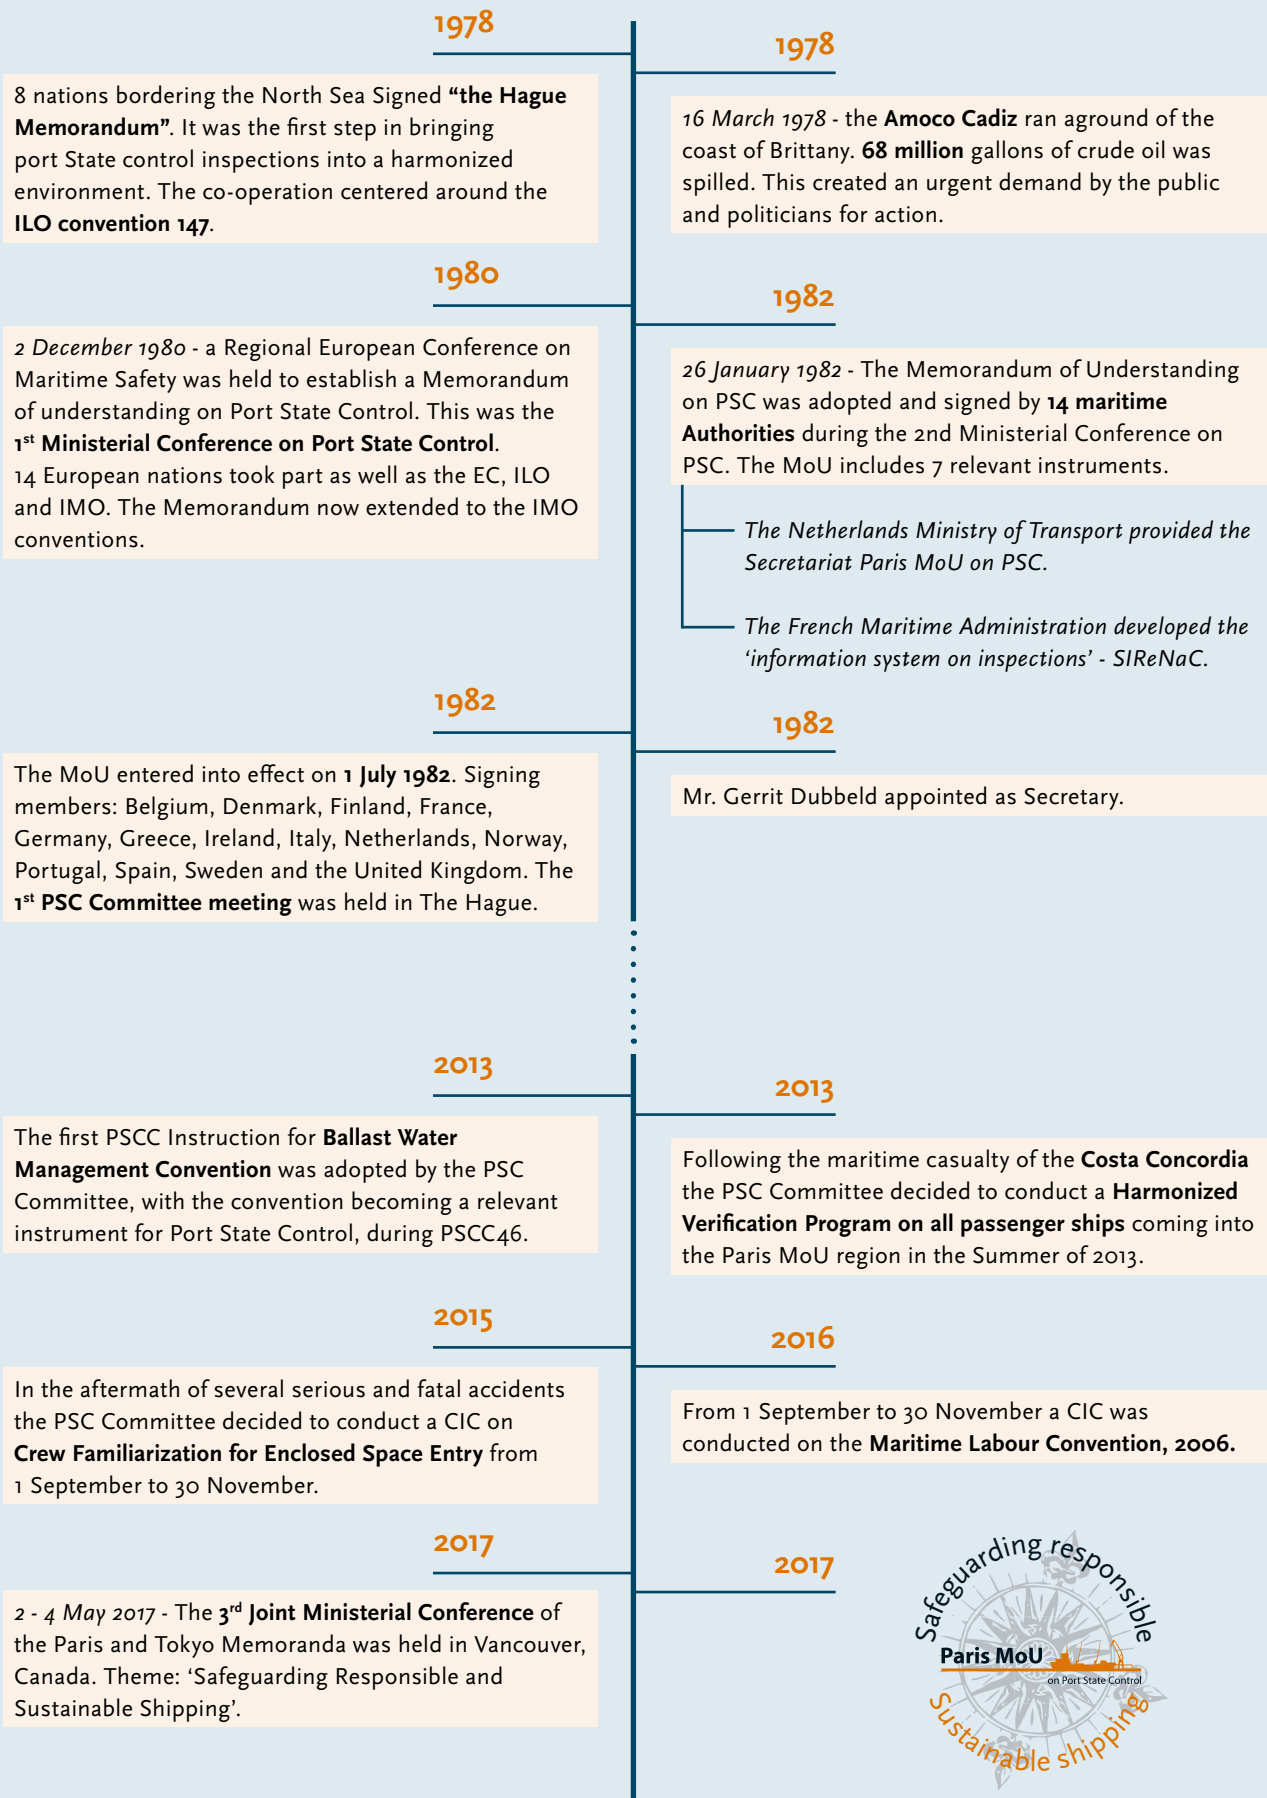 1978
8 nations bordering the North Sea Signed “the Hague
Memorandum”. It was the first step in bringing
port State control inspections into a harmonized
environment. The co-operation centered around the
ILO convention 147.
1978
16 March 1978 - the Amoco Cadiz ran aground of the
coast of Brittany. 68 million gallons of crude oil was
spilled. This created an urgent demand by the public
and politicians for action.
1980
2 December 1980 - a Regional European Conference on
Maritime Safety was held to establish a Memorandum
of understanding on Port State Control. This was the
1st Ministerial Conference on Port State Control.
14 European nations took part as well as the EC, ILO
and IMO. The Memorandum now extended to the IMO
conventions.
1982
26 January 1982 - The Memorandum of Understanding
on PSC was adopted and signed by 14 maritime
Authorities during the 2nd Ministerial Conference on
PSC. The MoU includes 7 relevant instruments.
The Netherlands Ministry of Transport provided the
Secretariat Paris MoU on PSC.
The French Maritime Administration developed the
‘information system on inspections’ - SIReNaC.
1982
The MoU entered into effect on 1 July 1982. Signing
members: Belgium, Denmark, Finland, France,
Germany, Greece, Ireland, Italy, Netherlands, Norway,
Portugal, Spain, Sweden and the United Kingdom. The
1st PSC Committee meeting was held in The Hague.
1982
Mr. Gerrit Dubbeld appointed as Secretary.
2013
The first PSCC Instruction for Ballast Water
Management Convention was adopted by the PSC
Committee, with the convention becoming a relevant
instrument for Port State Control, during PSCC46.
2013
Following the maritime casualty of the Costa Concordia
the PSC Committee decided to conduct a Harmonized
Verification Program on all passenger ships coming into
the Paris MoU region in the Summer of 2013.
2015
In the aftermath of several serious and fatal accidents
the PSC Committee decided to conduct a CIC on
Crew Familiarization for Enclosed Space Entry from
1 September to 30 November.
2016
From 1 September to 30 November a CIC was
conducted on the Maritime Labour Convention, 2006.
2017
2 - 4 May 2017 - The 3rd Joint Ministerial Conference of
the Paris and Tokyo Memoranda was held in Vancouver,
Canada. Theme: ‘Safeguarding Responsible and
Sustainable Shipping’.
2017
Safeguarding responsible
Paris MoU
on Port State Control
Sustainable shipping